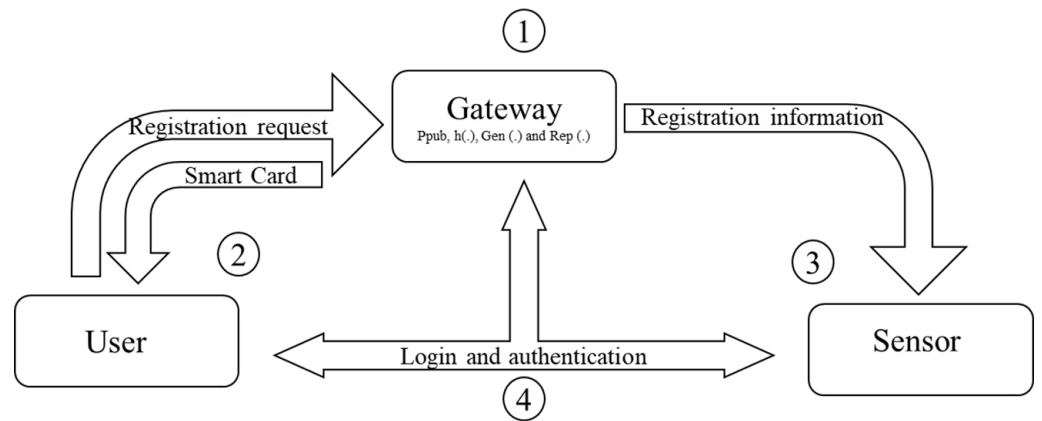 ①
Gateway
Ppub, h(.), Gen (.) and Rep (.)
Registration request
Registration information
Smart Card
②
③
User
Sensor
Login and authentication
④